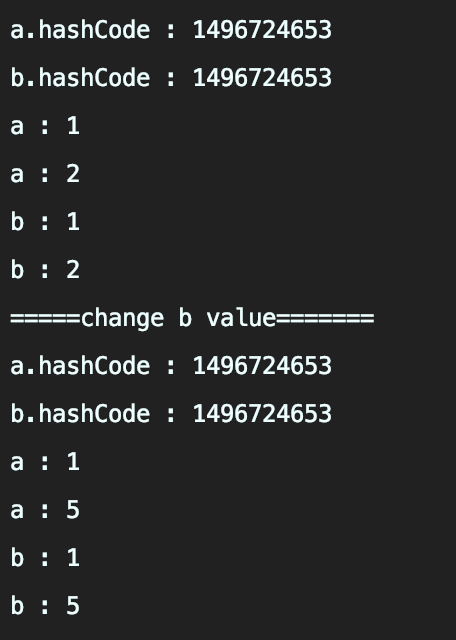 a.hashCode : 1496724653
b.hashCode : 1496724653
a : 1
a : 2
b : 1
b : 2
=====change b value=======
a.hashCode : 1496724653
b.hashCode : 1496724653
a : 1
a : 5
b : 1
b : 5